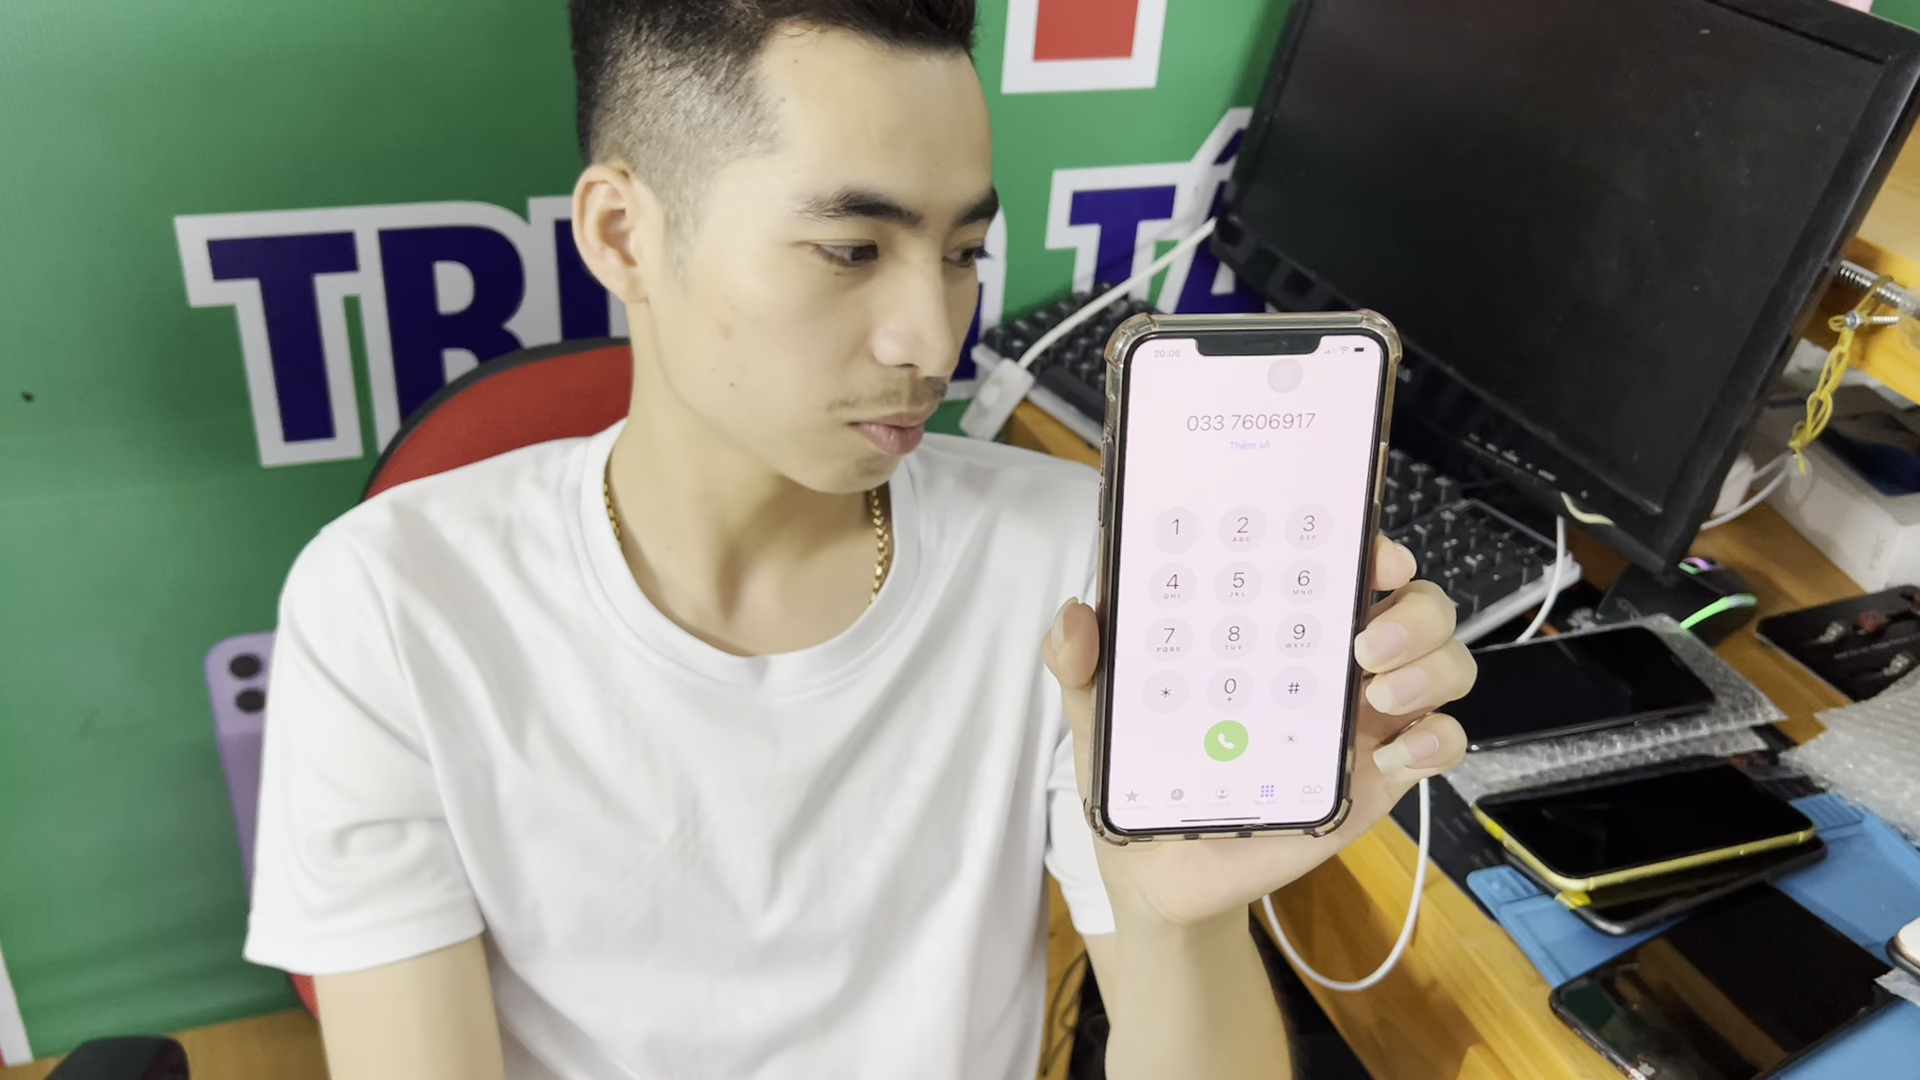 TR
TÂ
20:06
033 7606917
Thêm số
1
2 ABC
3 DEF
4 GHI
5 JKL
6 MNO
7 PQRS
8 TUV
9 WXYZ
*
0 +
#